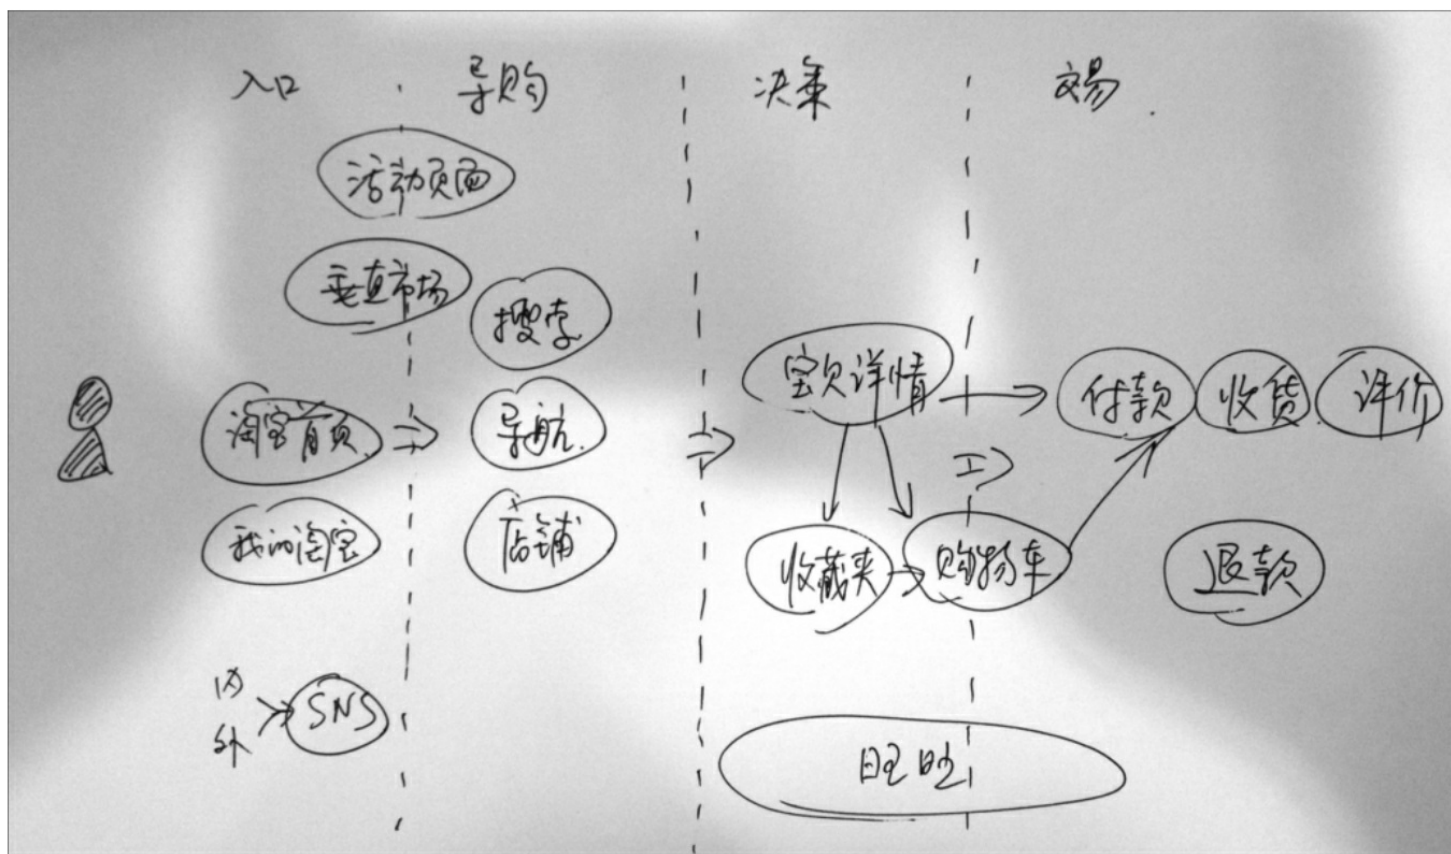 入口 导购 决策 交易
活动页面
垂直市场
搜索
淘宝首页
导航
宝贝详情
付款 收货 评价
我的淘宝
店铺
收藏夹 购物车
退款
内
外
SNS
旺旺